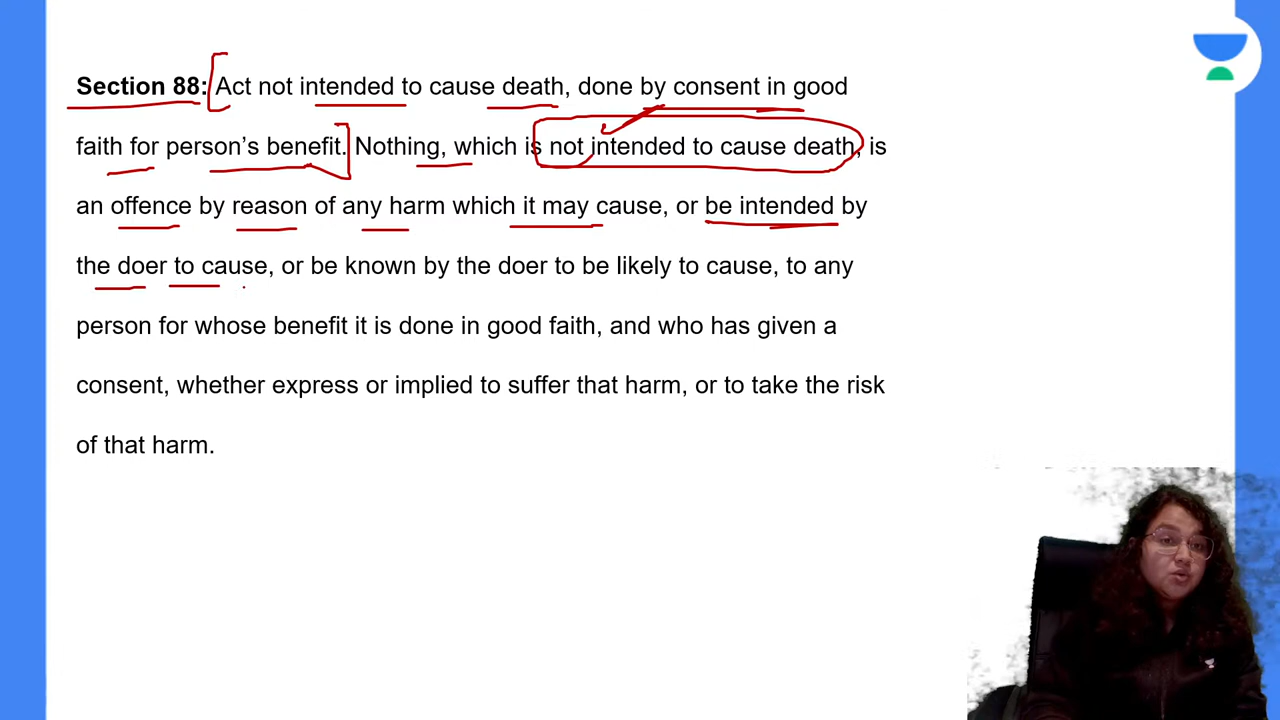 Section 88: Act not intended to cause death, done by consent in good
faith for person’s benefit. Nothing, which is not intended to cause death, is
an offence by reason of any harm which it may cause, or be intended by
the doer to cause, or be known by the doer to be likely to cause, to any
person for whose benefit it is done in good faith, and who has given a
consent, whether express or implied to suffer that harm, or to take the risk
of that harm.